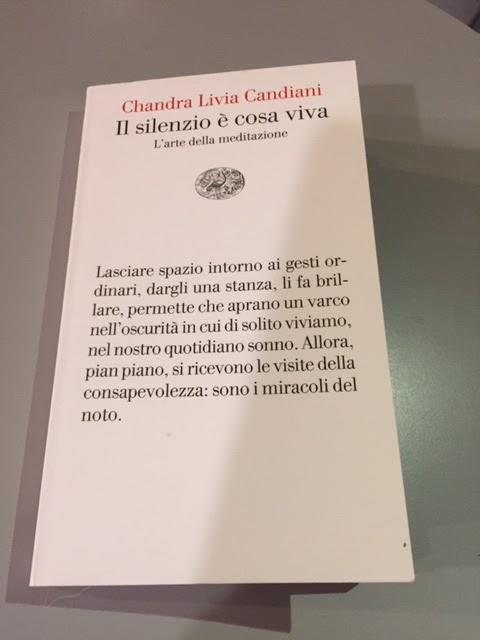 Chandra Livia Candiani
Il silenzio è cosa viva
L'arte della meditazione
Lasciare spazio intorno ai gesti or-
dinari, dargli una stanza, li fa bril-
lare, permette che aprano un varco
nell'oscurità in cui di solito viviamo,
nel nostro quotidiano sonno. Allora,
pian piano, si ricevono le visite della
consapevolezza: sono i miracoli del
noto.